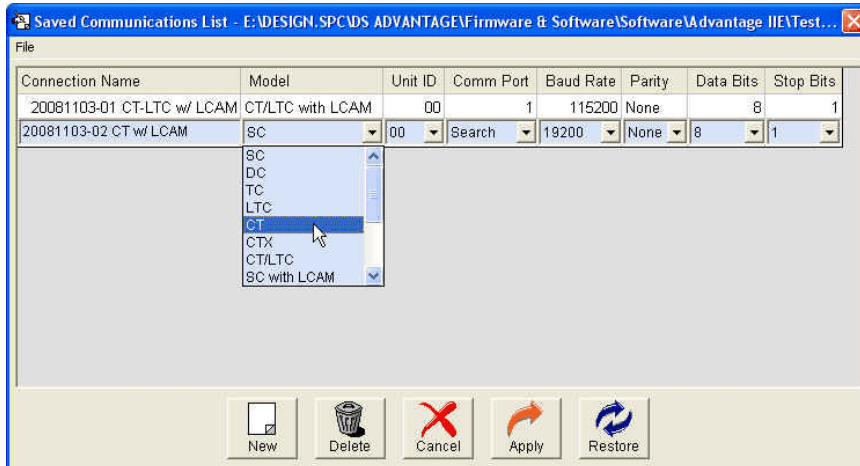 Saved Communications List - E:\DESIGN.SPC\DS ADVANTAGE\Firmware & Software\Software\Advantage IIE\Test...
File
Connection Name Model Unit ID Comm Port Baud Rate Parity Data Bits Stop Bits
20081103-01 CT-LTC w/ LCAM CT/LTC with LCAM 00 1 115200 None 8 1
20081103-02 CT w/ LCAM SC 00 Search 19200 None 8 1
SC
DC
TC
LTC
CT
CTX
CT/LTC
SC with LCAM
New Delete Cancel Apply Restore